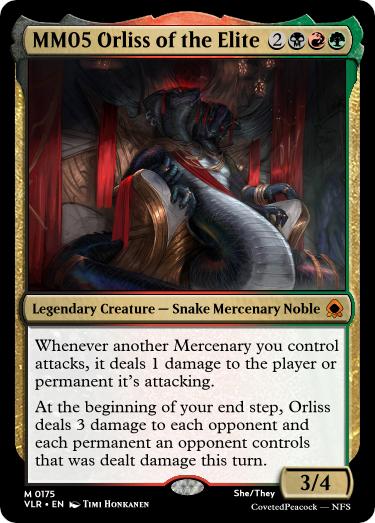 MM05 Orliss of the Elite 2
Legendary Creature — Snake Mercenary Noble
Whenever another Mercenary you control
attacks, it deals 1 damage to the player or
permanent it's attacking.
At the beginning of your end step, Orliss
deals 3 damage to each opponent and
each permanent an opponent controls
that was dealt damage this turn.
3/4
M 0175
VLR • EN Timi Honkanen
She/They
CovetedPeacock — NFS